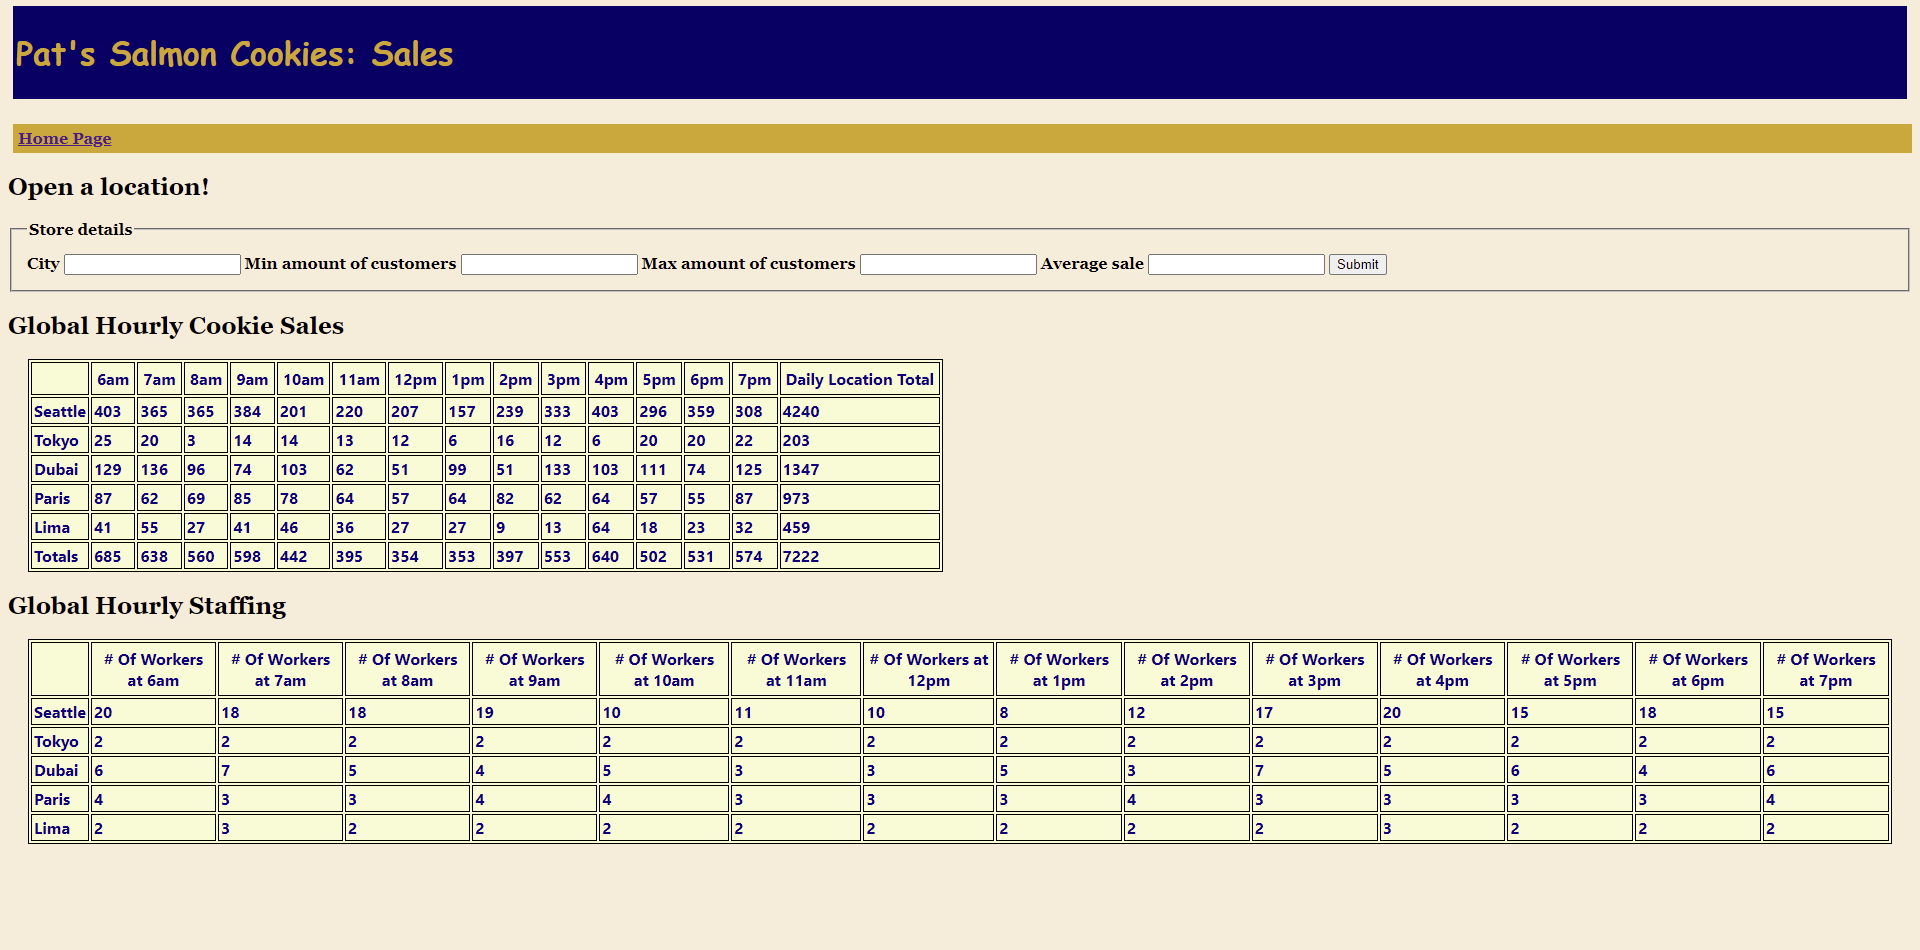 Pat's Salmon Cookies: Sales
Home Page
Open a location!
Store details
City Min amount of customers Max amount of customers Average sale Submit
Global Hourly Cookie Sales
6am 7am 8am 9am 10am 11am 12pm 1pm 2pm 3pm 4pm 5pm 6pm 7pm Daily Location Total
Seattle 403 365 365 384 201 220 207 157 239 333 403 296 359 308 4240
Tokyo 25 20 3 14 14 13 12 6 16 12 6 20 20 22 203
Dubai 129 136 96 74 103 62 51 99 51 133 103 111 74 125 1347
Paris 87 62 69 85 78 64 57 64 82 62 64 57 55 87 973
Lima 41 55 27 41 46 36 27 27 9 13 64 18 23 32 459
Totals 685 638 560 598 442 395 354 353 397 553 640 502 531 574 7222
Global Hourly Staffing
# Of Workers at 6am # Of Workers at 7am # Of Workers at 8am # Of Workers at 9am # Of Workers at 10am # Of Workers at 11am # Of Workers at 12pm # Of Workers at 1pm # Of Workers at 2pm # Of Workers at 3pm # Of Workers at 4pm # Of Workers at 5pm # Of Workers at 6pm # Of Workers at 7pm
Seattle 20 18 18 19 10 11 10 8 12 17 20 15 18 15
Tokyo 2 2 2 2 2 2 2 2 2 2 2 2 2 2
Dubai 6 7 5 4 5 3 3 5 3 7 5 6 4 6
Paris 4 3 3 4 4 3 3 3 4 3 3 3 3 4
Lima 2 3 2 2 2 2 2 2 2 2 3 2 2 2